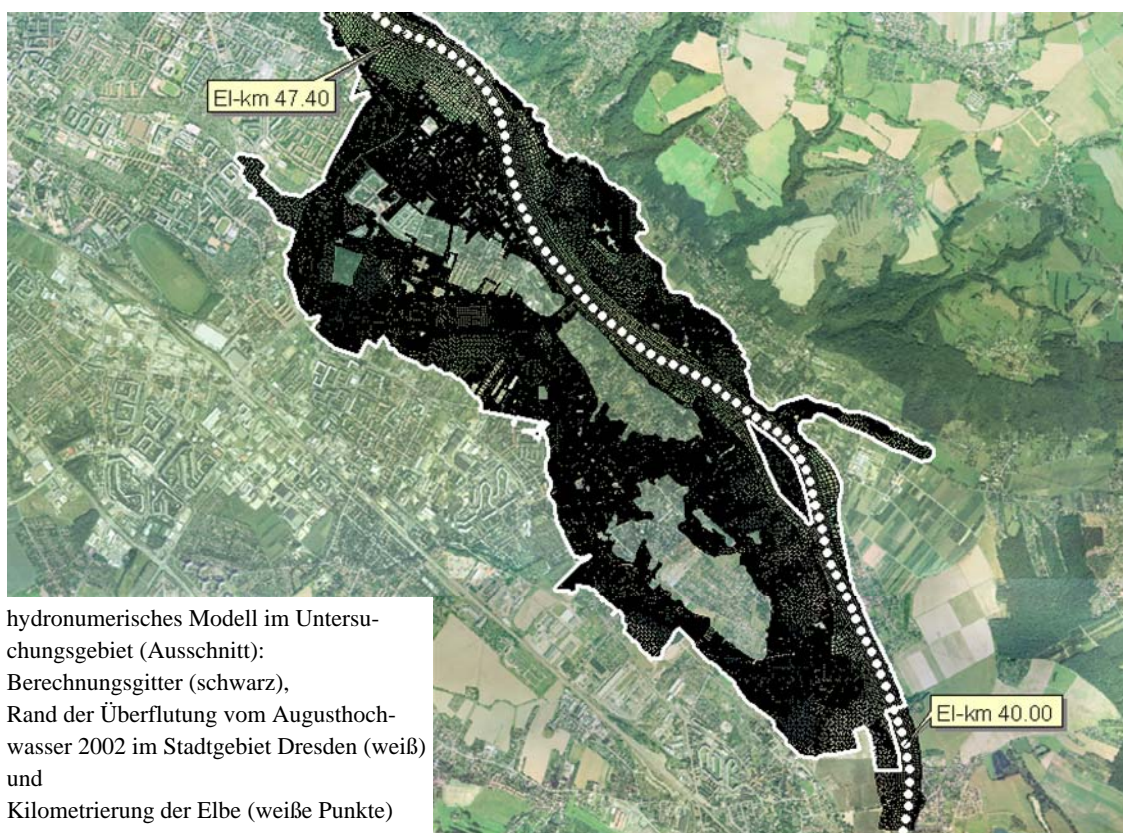 El-km 47.40
hydronumerisches Modell im Untersu-
chungsgebiet (Ausschnitt):
Berechnungsgitter (schwarz),
Rand der Überflutung vom Augusthoch-
wasser 2002 im Stadtgebiet Dresden (weiß)
und
Kilometrierung der Elbe (weiße Punkte)
El-km 40.00